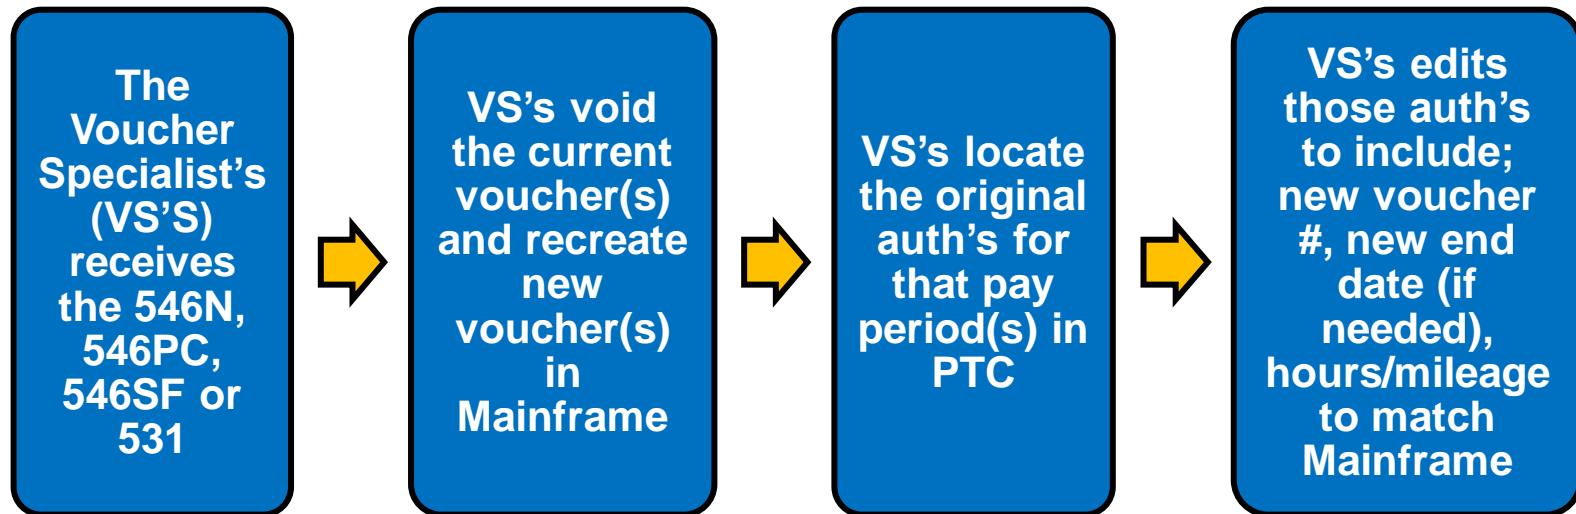 The
Voucher
Specialist’s
(VS’S)
receives
the 546N,
546PC,
546SF or
531
VS’s void
the current
voucher(s)
and recreate
new
voucher(s)
in
Mainframe
VS’s locate
the original
auth’s for
that pay
period(s) in
PTC
VS’s edits
those auth’s
to include;
new voucher
#, new end
date (if
needed),
hours/mileage
to match
Mainframe